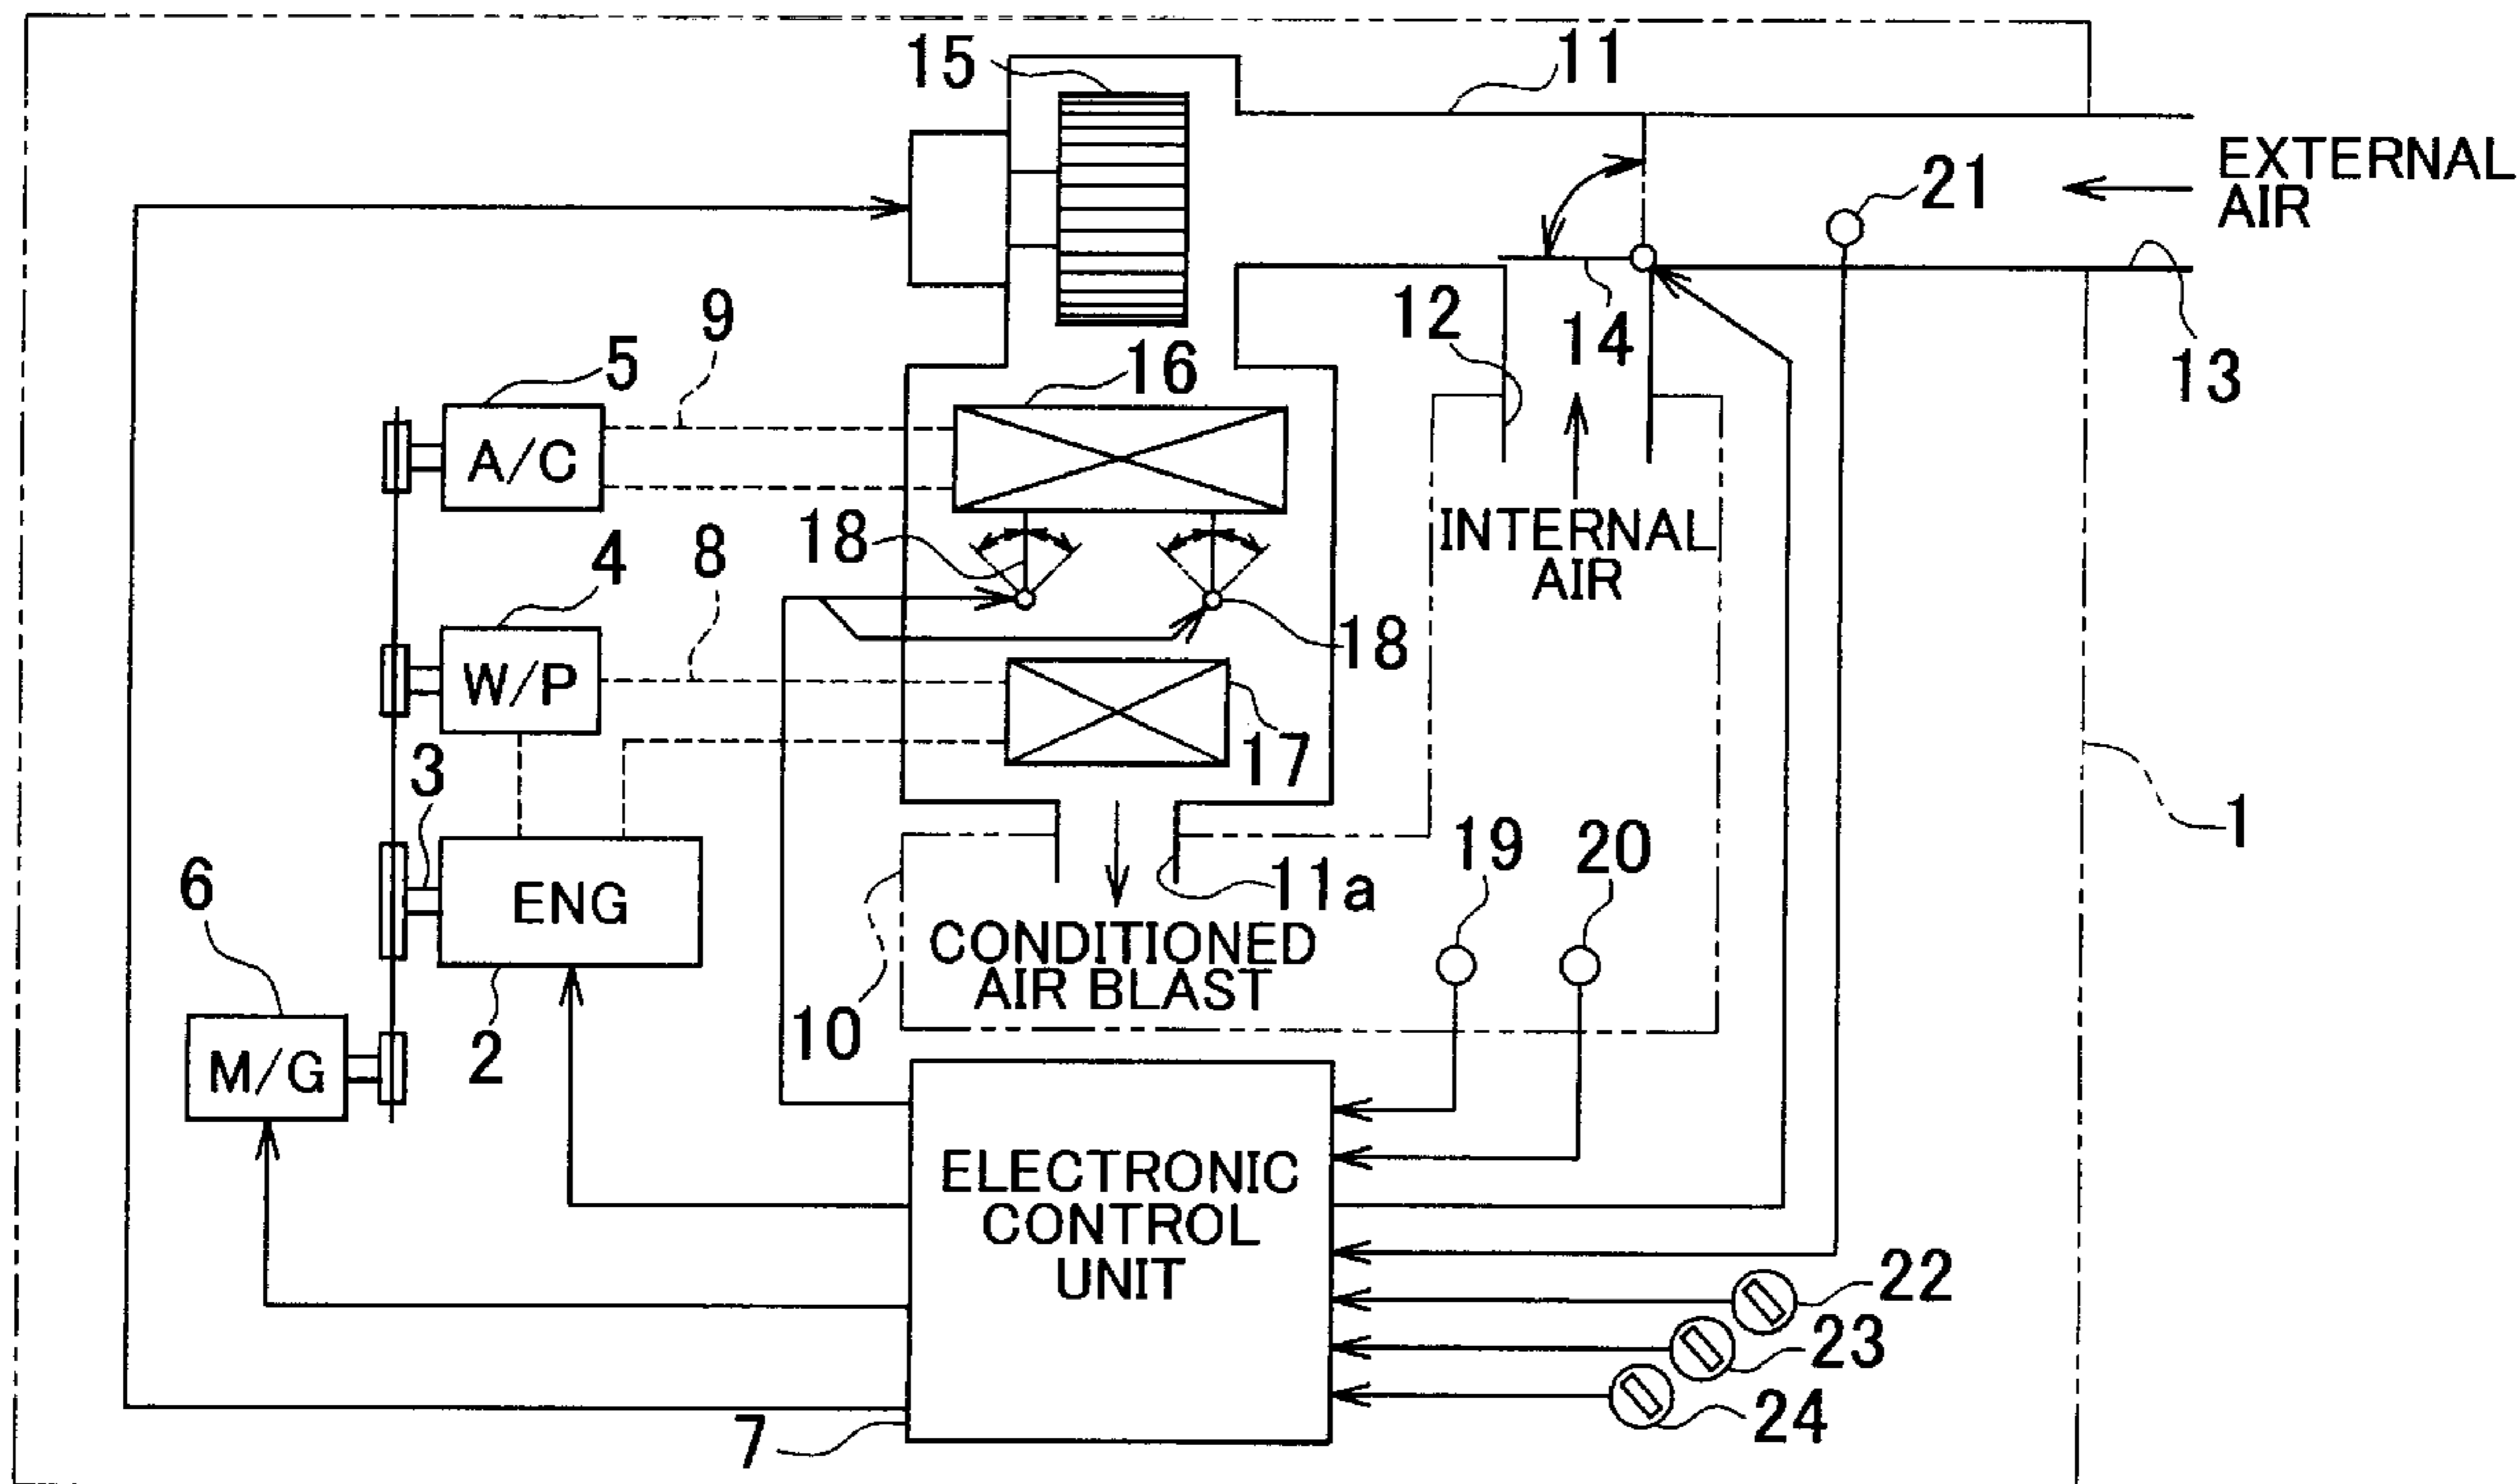 15
11
EXTERNAL
AIR
21
13
12
14
9
5
16
A/C
INTERNAL
AIR
18
8
4
18
W/P
17
3
1
19
20
6
ENG
11a
CONDITIONED
AIR BLAST
10
2
M/G
ELECTRONIC
CONTROL
UNIT
22
23
24
7